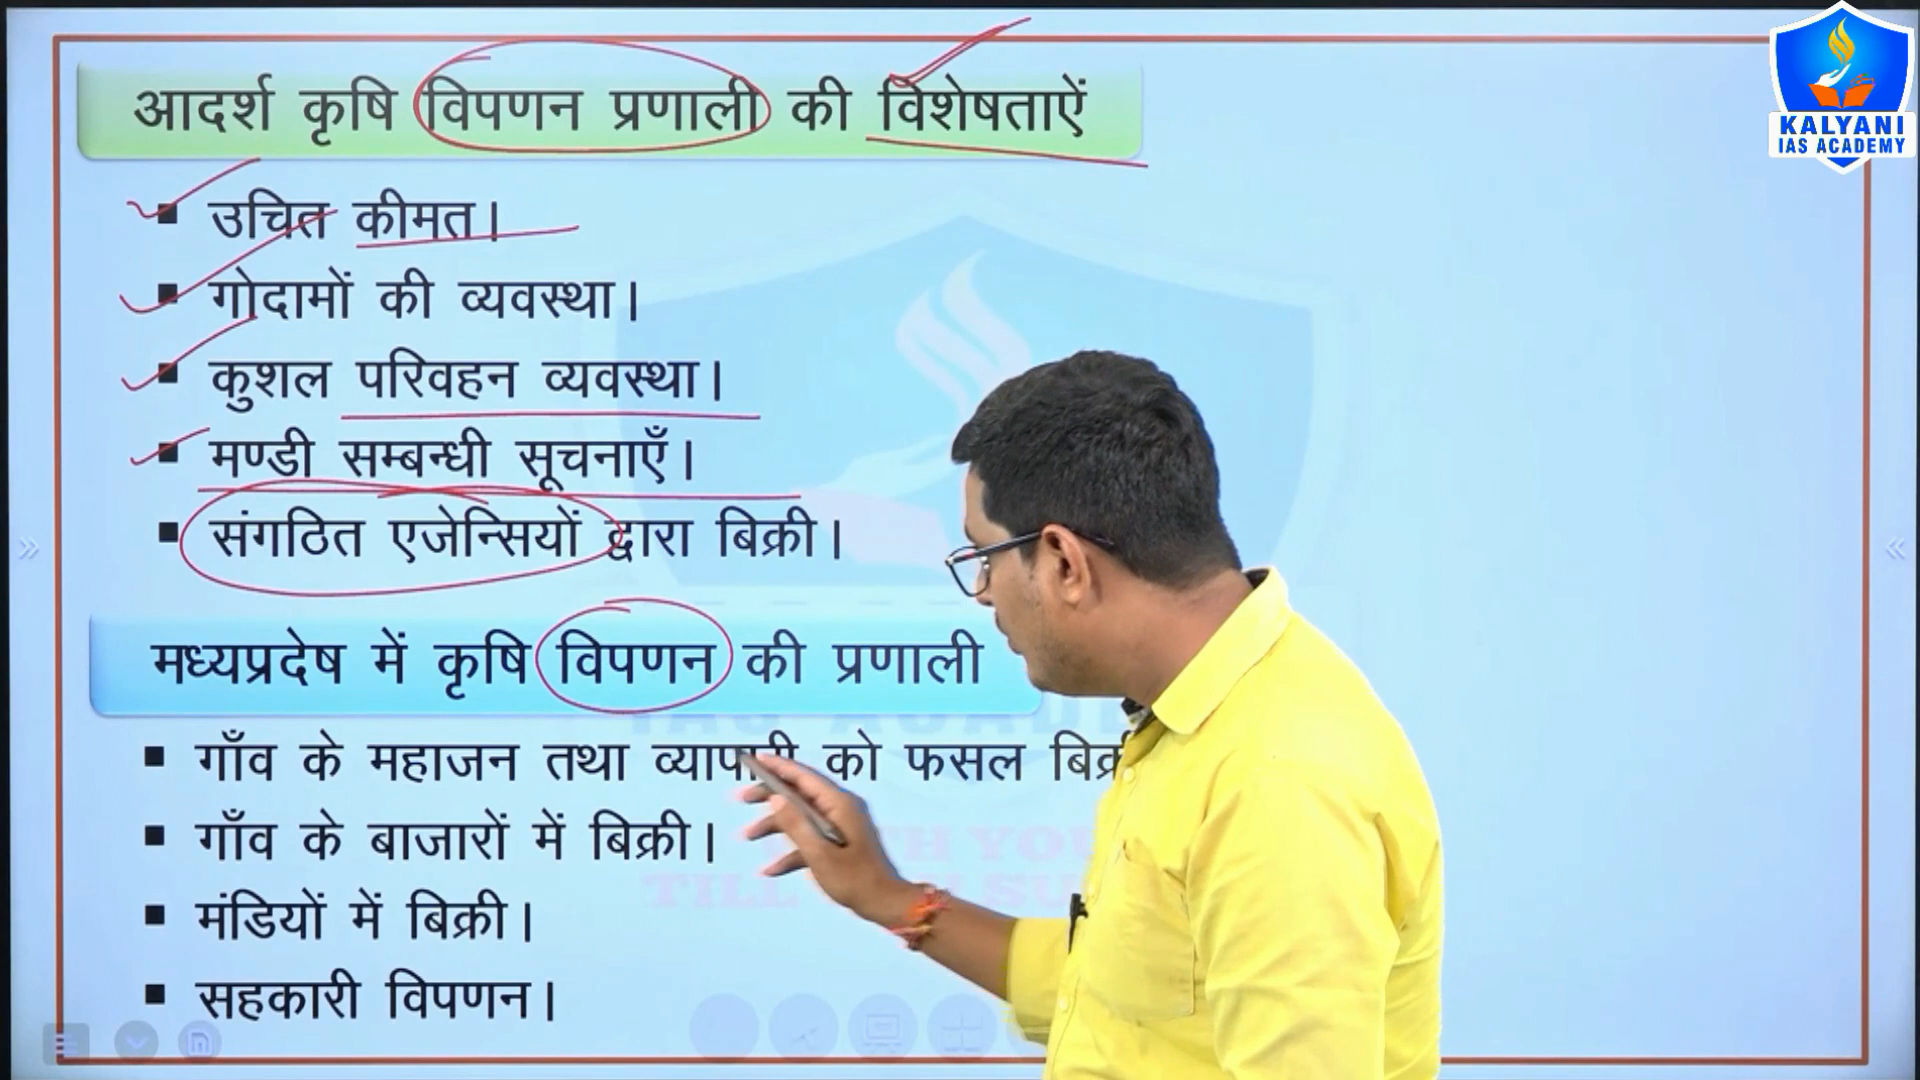 आदर्श कृषि विपणन प्रणाली की विशेषताऐं
KALYANI
IAS ACADEMY
▪ उचित कीमत।
▪ गोदामों की व्यवस्था।
▪ कुशल परिवहन व्यवस्था।
▪ मण्डी सम्बन्धी सूचनाएँ।
▪ संगठित एजेन्सियों द्वारा बिक्री।
मध्यप्रदेष में कृषि विपणन की प्रणाली
▪ गाँव के महाजन तथा व्यापारी को फसल
▪ गाँव के बाजारों में बिक्री।
▪ मंडियों में बिक्री।
▪ सहकारी विपणन।